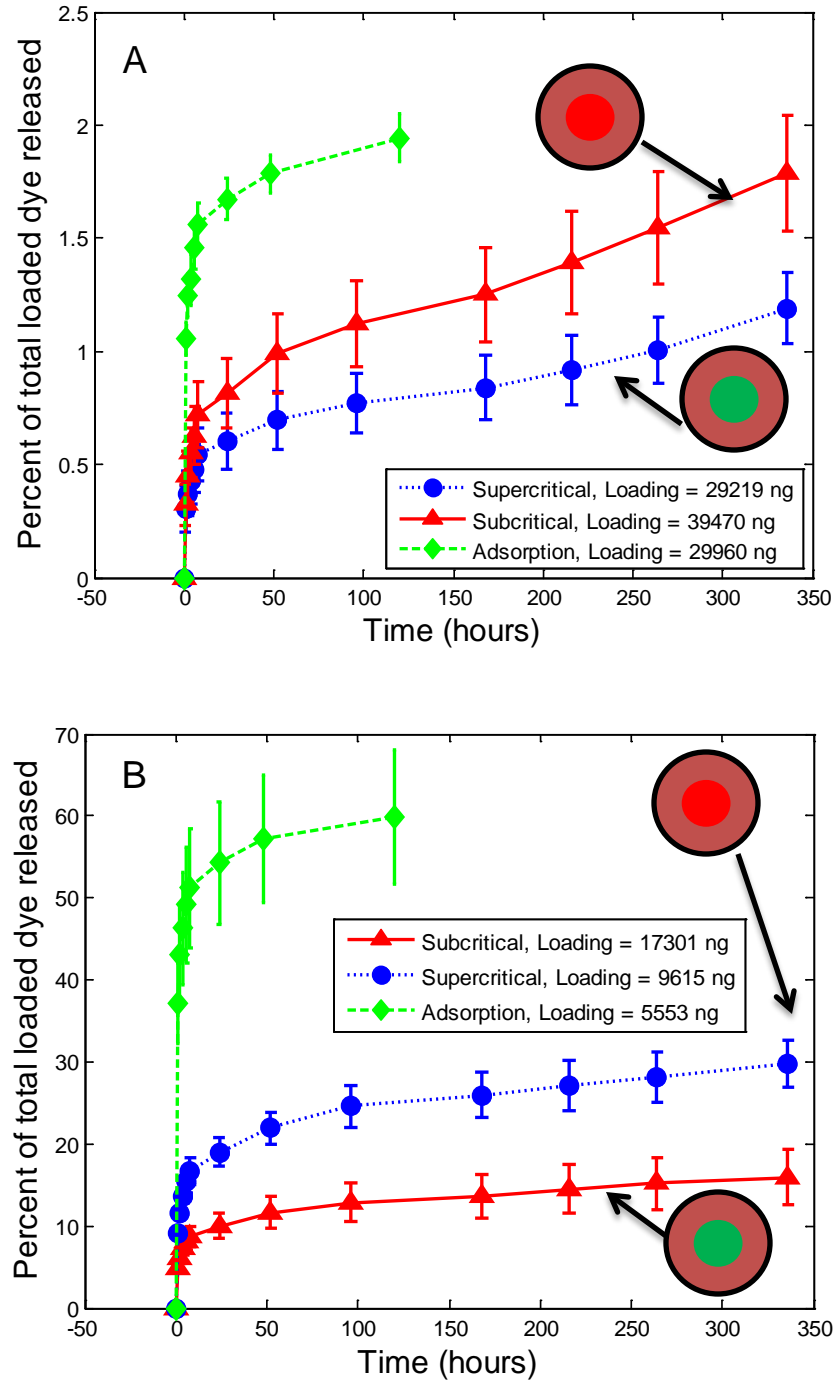 A
Percent of total loaded dye released
2.5
2
1.5
1
0.5
0
-50 0 50 100 150 200 250 300 350
Time (hours)
Supercritical, Loading = 29219 ng
Subcritical, Loading = 39470 ng
Adsorption, Loading = 29960 ng
B
Percent of total loaded dye released
70
60
50
40
30
20
10
0
-50 0 50 100 150 200 250 300 350
Time (hours)
Subcritical, Loading = 17301 ng
Supercritical, Loading = 9615 ng
Adsorption, Loading = 5553 ng